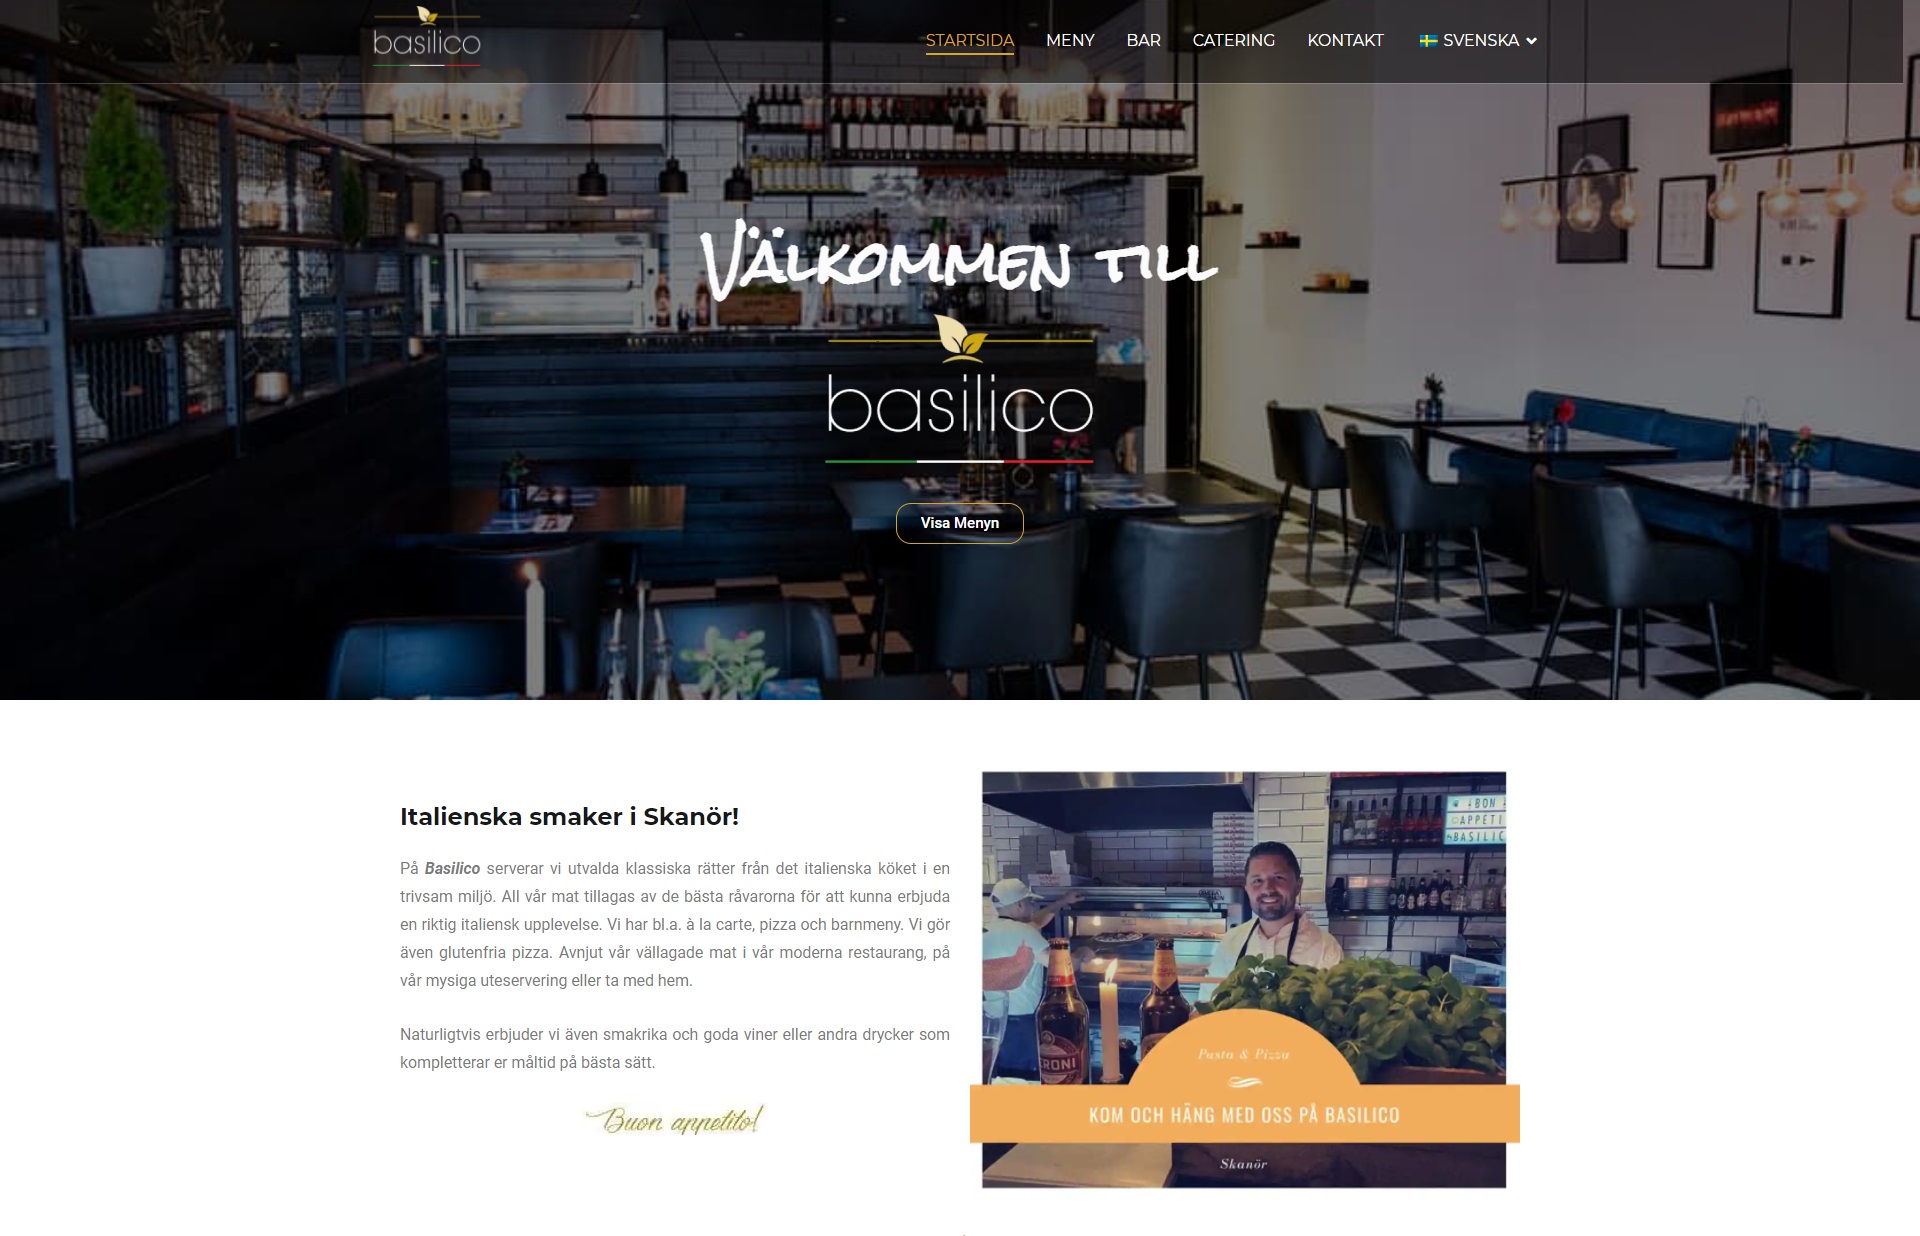 basilico
STARTSIDA MENY BAR CATERING KONTAKT SVENSKA
VÄLKOMMEN TILL
basilico
Visa Menyn
Italienska smaker i Skanör!
På Basilico serverar vi utvalda klassiska rätter från det italienska köket i en
trivsam miljö. All vår mat tillagas av de bästa råvarorna för att kunna erbjuda
en riktig italiensk upplevelse. Vi har bl.a. à la carte, pizza och barnmeny. Vi gör
även glutenfria pizza. Avnjut vår vällagade mat i vår moderna restaurang, på
vår mysiga uteservering eller ta med hem.
Naturligtvis erbjuder vi även smakrika och goda viner eller andra drycker som
kompletterar er måltid på bästa sätt.
Buon appetito!
BON
APPETI
BASILIC
RONI
Pasta & Pizza
KOM OCH HÄNG MED OSS PÅ BASILICO
Skanör